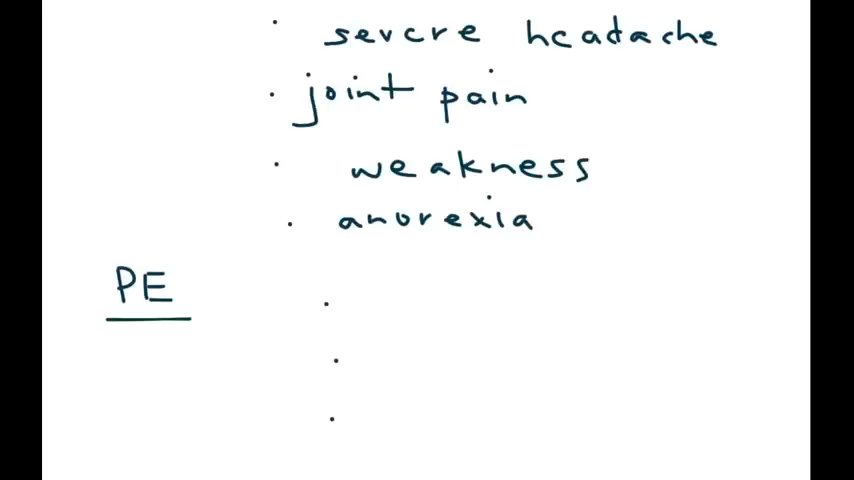 · severe headache
· joint pain
· weakness
· anorexia
PE
·
·
·